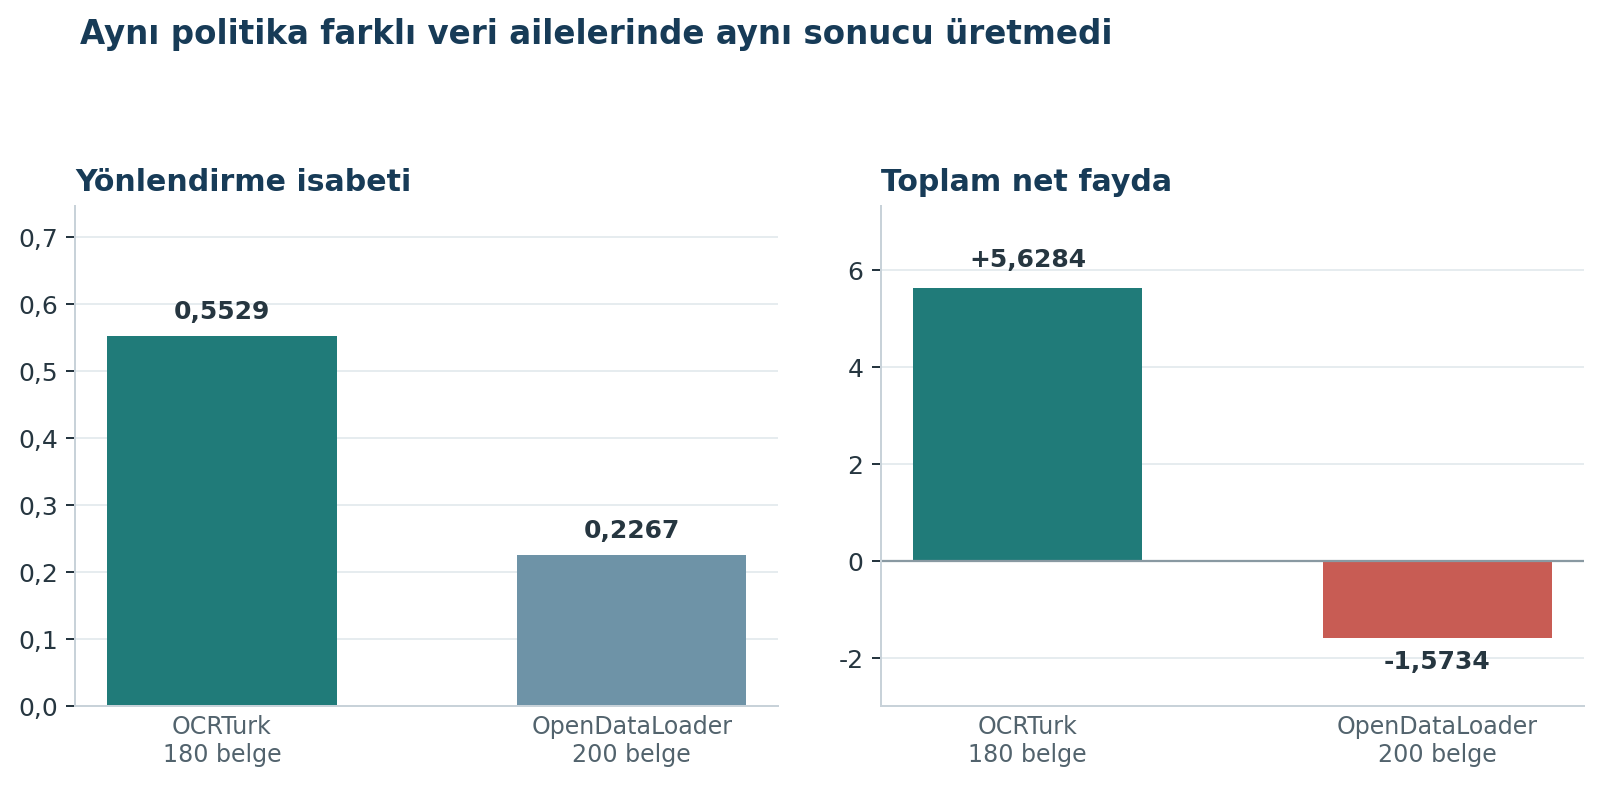 Aynı politika farklı veri ailelerinde aynı sonucu üretmedi
Yönlendirme isabeti
0,7
0,6
0,5
0,4
0,3
0,2
0,1
0,0
0,5529
0,2267
OCRTurk
180 belge
OpenDataLoader
200 belge
Toplam net fayda
6
4
2
0
-2
+5,6284
-1,5734
OCRTurk
180 belge
OpenDataLoader
200 belge